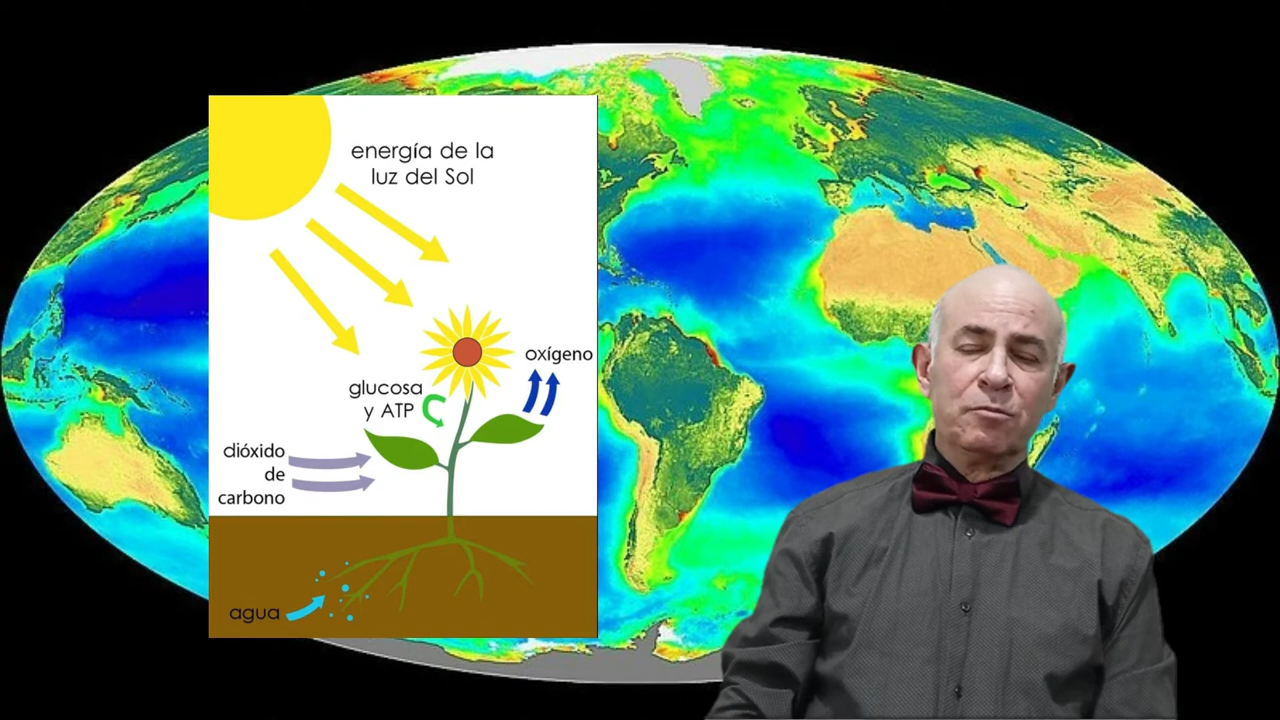 energía de la
luz del Sol
oxígeno
glucosa
y ATP
dióxido
de
carbono
agua